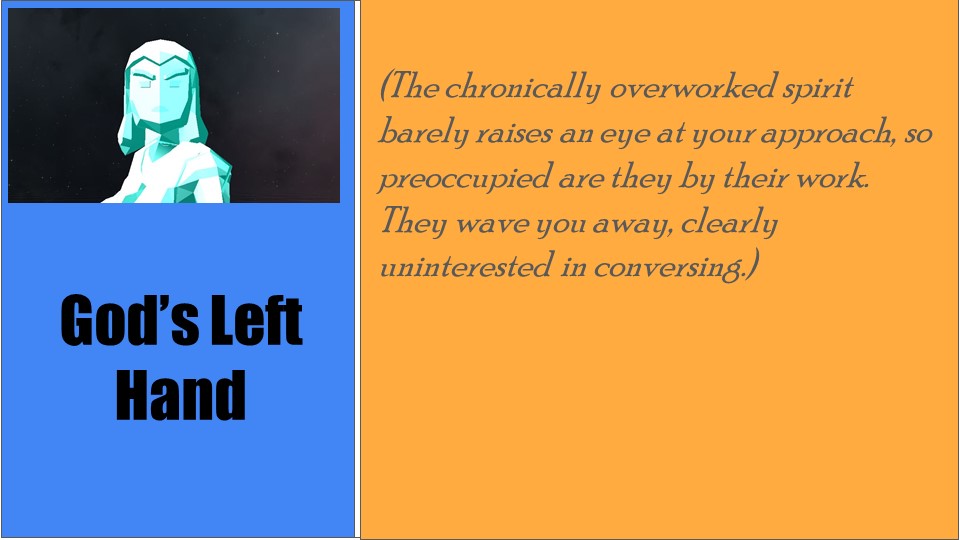 God’s Left
Hand
(The chronically overworked spirit
barely raises an eye at your approach, so
preoccupied are they by their work.
They wave you away, clearly
uninterested in conversing.)